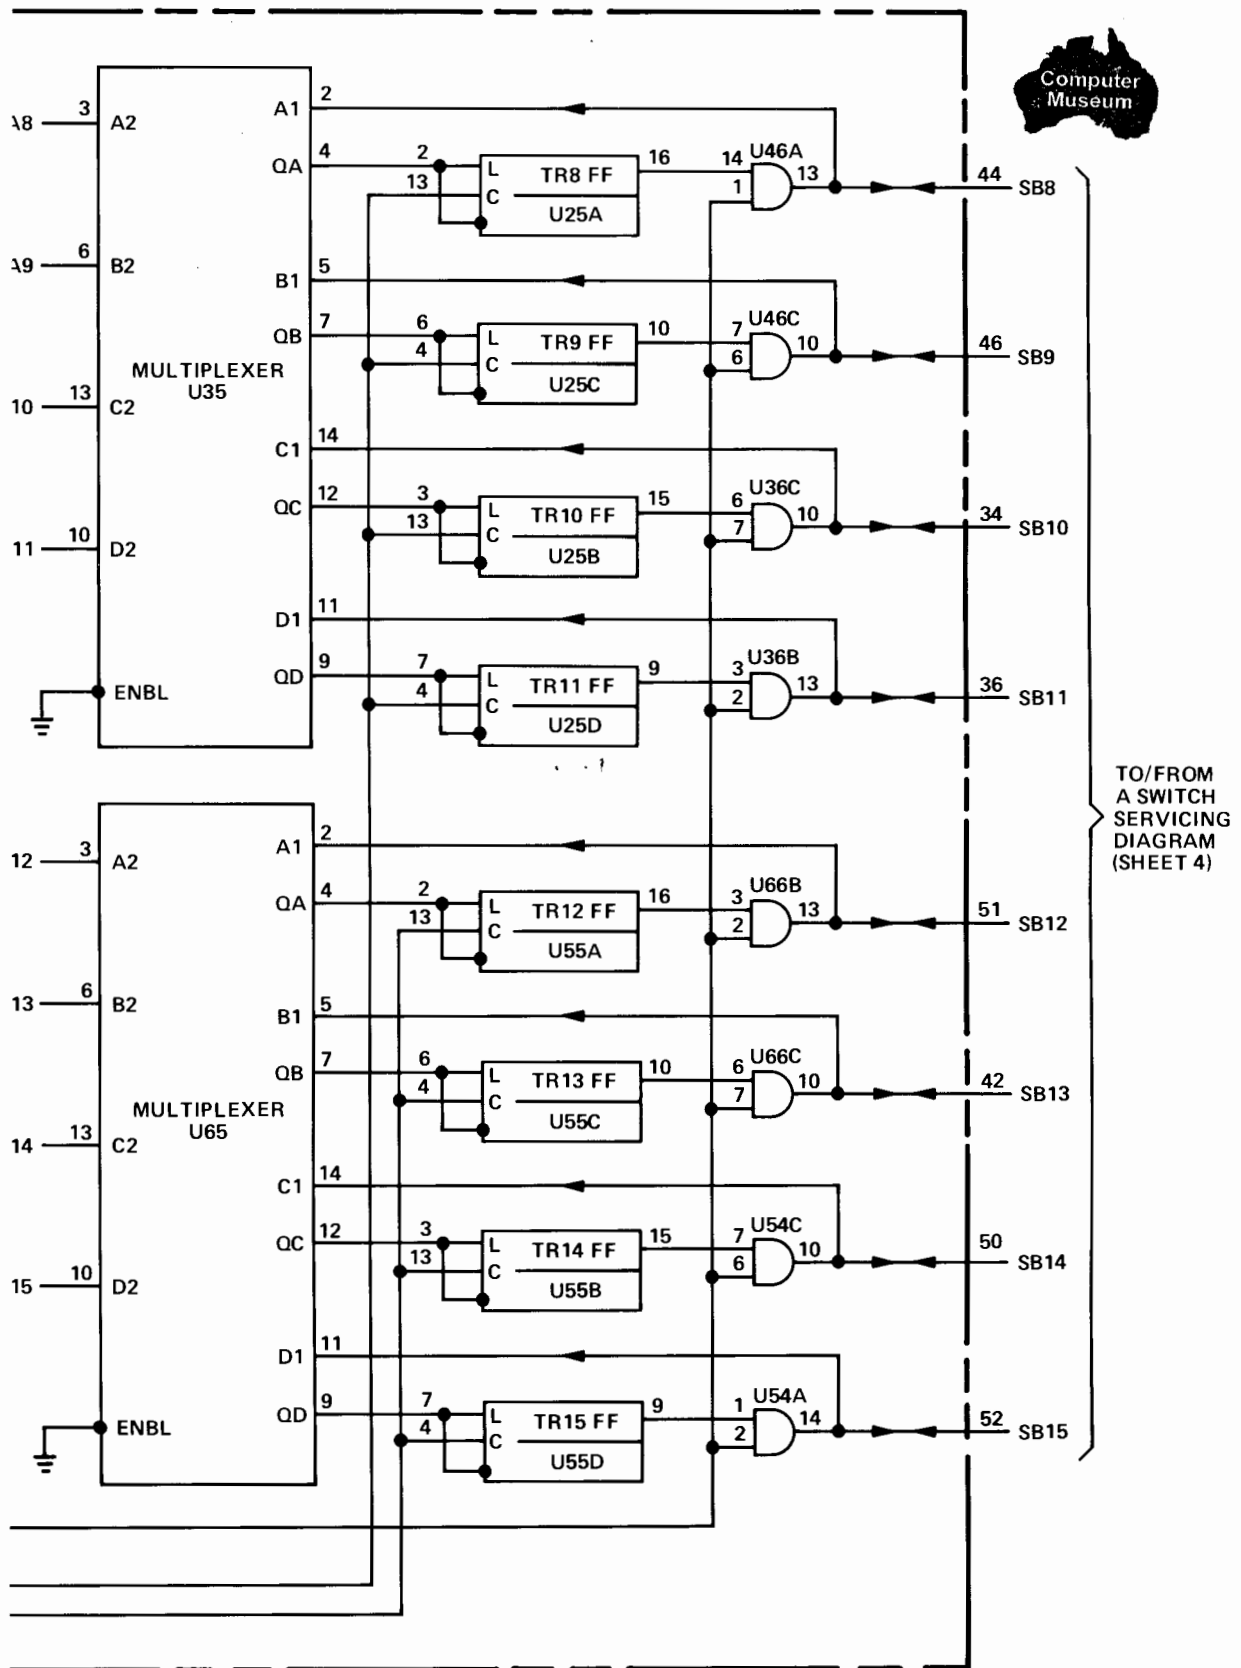 Computer
Museum
3 A2
A8
A1 2
QA 4
2 L
13 C
TR8 FF
U25A
16
14 U46A
1
13
44
SB8
A9
6 B2
B1 5
QB 7
6 L
4 C
TR9 FF
U25C
10
7 U46C
6
10
46
SB9
MULTIPLEXER
U35
10
13 C2
C1 14
QC 12
3 L
13 C
TR10 FF
U25B
15
6 U36C
7
10
34
SB10
11
10 D2
D1 11
QD 9
7 L
4 C
TR11 FF
U25D
9
3 U36B
2
13
36
SB11
ENBL
TO/FROM
A SWITCH
SERVICING
DIAGRAM
(SHEET 4)
12
3 A2
A1 2
QA 4
2 L
13 C
TR12 FF
U55A
16
3 U66B
2
13
51
SB12
13
6 B2
B1 5
QB 7
6 L
4 C
TR13 FF
U55C
10
6 U66C
7
10
42
SB13
MULTIPLEXER
U65
14
13 C2
C1 14
QC 12
3 L
13 C
TR14 FF
U55B
15
7 U54C
6
10
50
SB14
15
10 D2
D1 11
QD 9
7 L
4 C
TR15 FF
U55D
9
1 U54A
2
14
52
SB15
ENBL